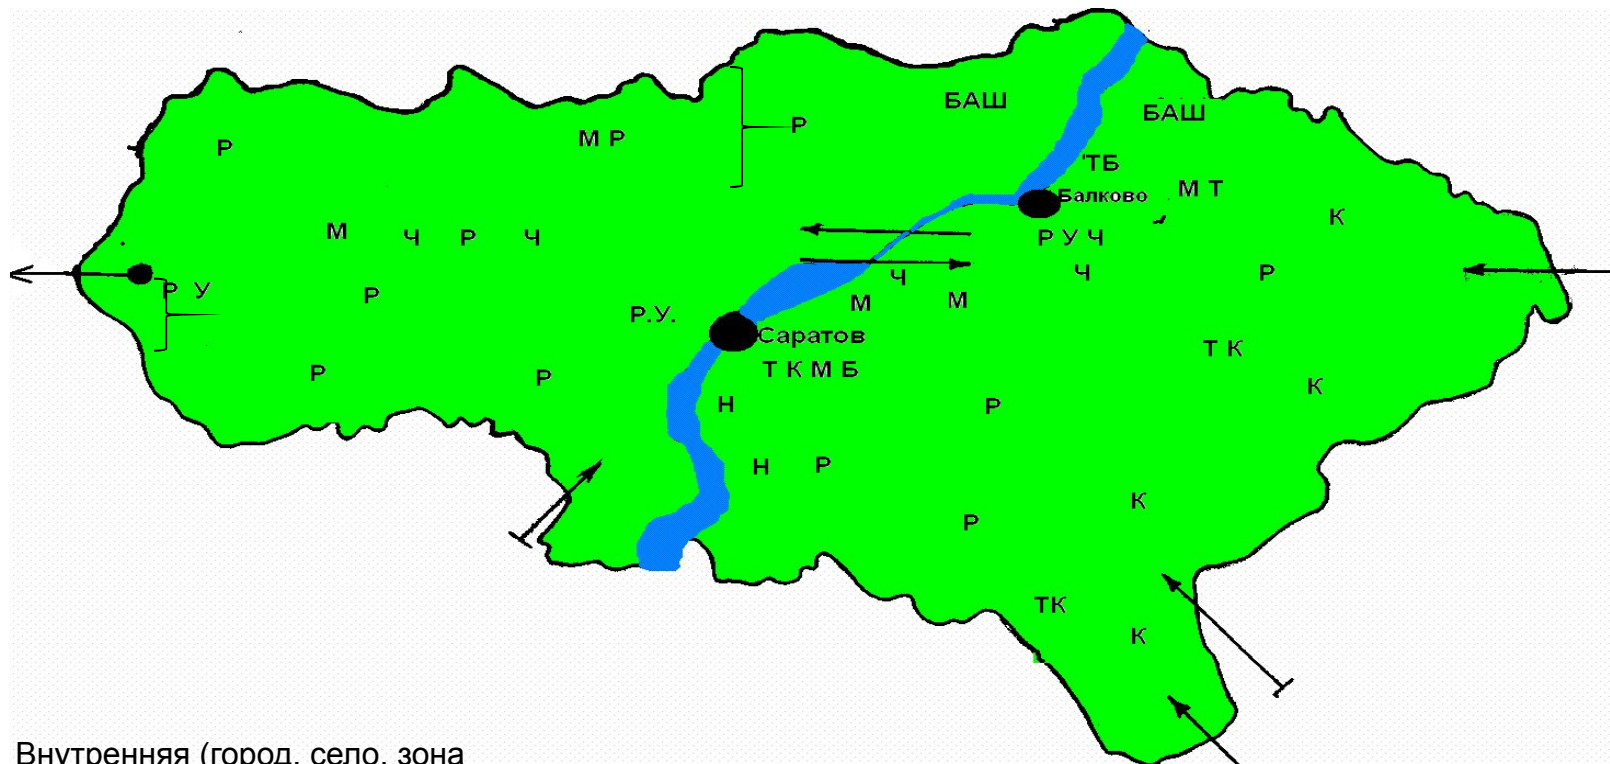 БАШ
БАШ
Р
М Р
Р
ТБ
Балково
М Т
К
М
Ч
Р
Ч
Р У Ч
Ч
Р
Ч
Р У
Р
М
М
Р.У.
Саратов
Т К
Т К М Б
Р
Р
К
Н
Р
Н
Р
К
Р
ТК
К
Внутренняя (город, село, зона